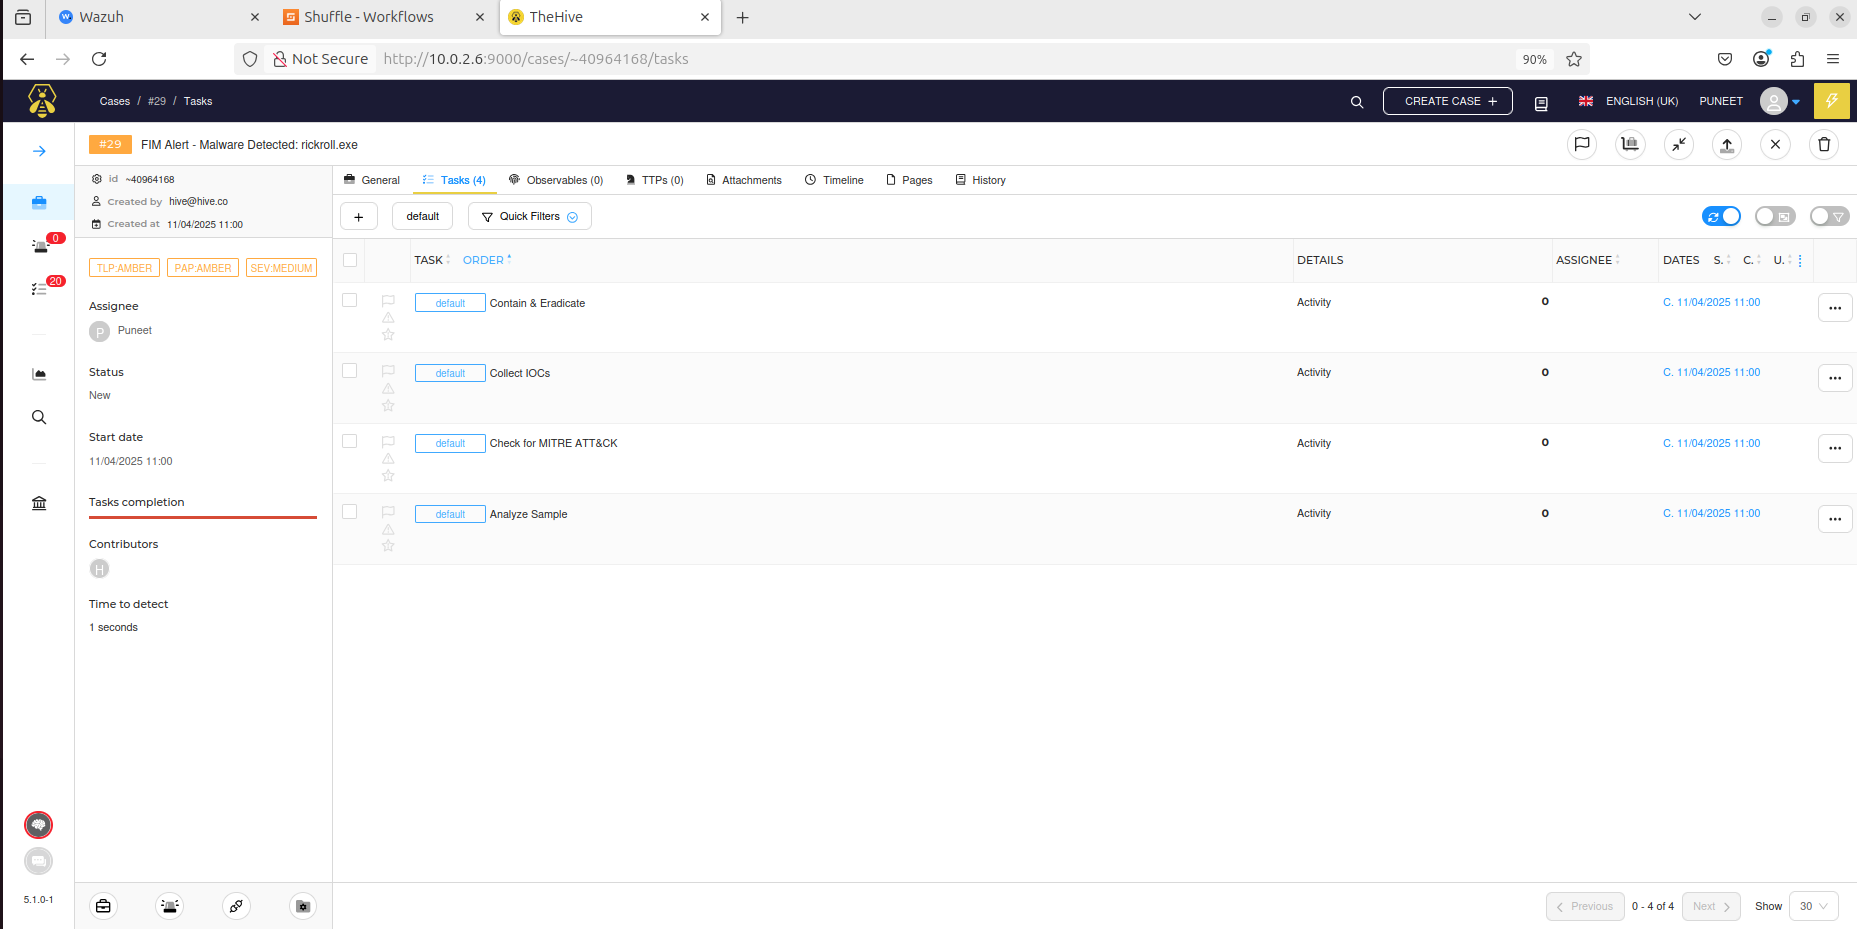 Wazuh
Shuffle - Workflows
TheHive
Not Secure
http://10.0.2.6:9000/cases/~40964168/tasks
90%
Cases / #29 / Tasks
CREATE CASE +
ENGLISH (UK)
PUNEET
#29 FIM Alert - Malware Detected: rickroll.exe
id ~40964168
Created by hive@hive.co
Created at 11/04/2025 11:00
General
Tasks (4)
Observables (0)
TTPs (0)
Attachments
Timeline
Pages
History
0
20
+
default
Quick Filters
TLP:AMBER
PAP:AMBER
SEV:MEDIUM
Assignee
P Puneet
Status
New
Start date
11/04/2025 11:00
Tasks completion
Contributors
H
Time to detect
1 seconds
TASK ORDER DETAILS ASSIGNEE DATES S. C. U.
default Contain & Eradicate Activity 0 C. 11/04/2025 11:00
default Collect IOCs Activity 0 C. 11/04/2025 11:00
default Check for MITRE ATT&CK Activity 0 C. 11/04/2025 11:00
default Analyze Sample Activity 0 C. 11/04/2025 11:00
5.1.0-1
Previous 0 - 4 of 4 Next Show 30